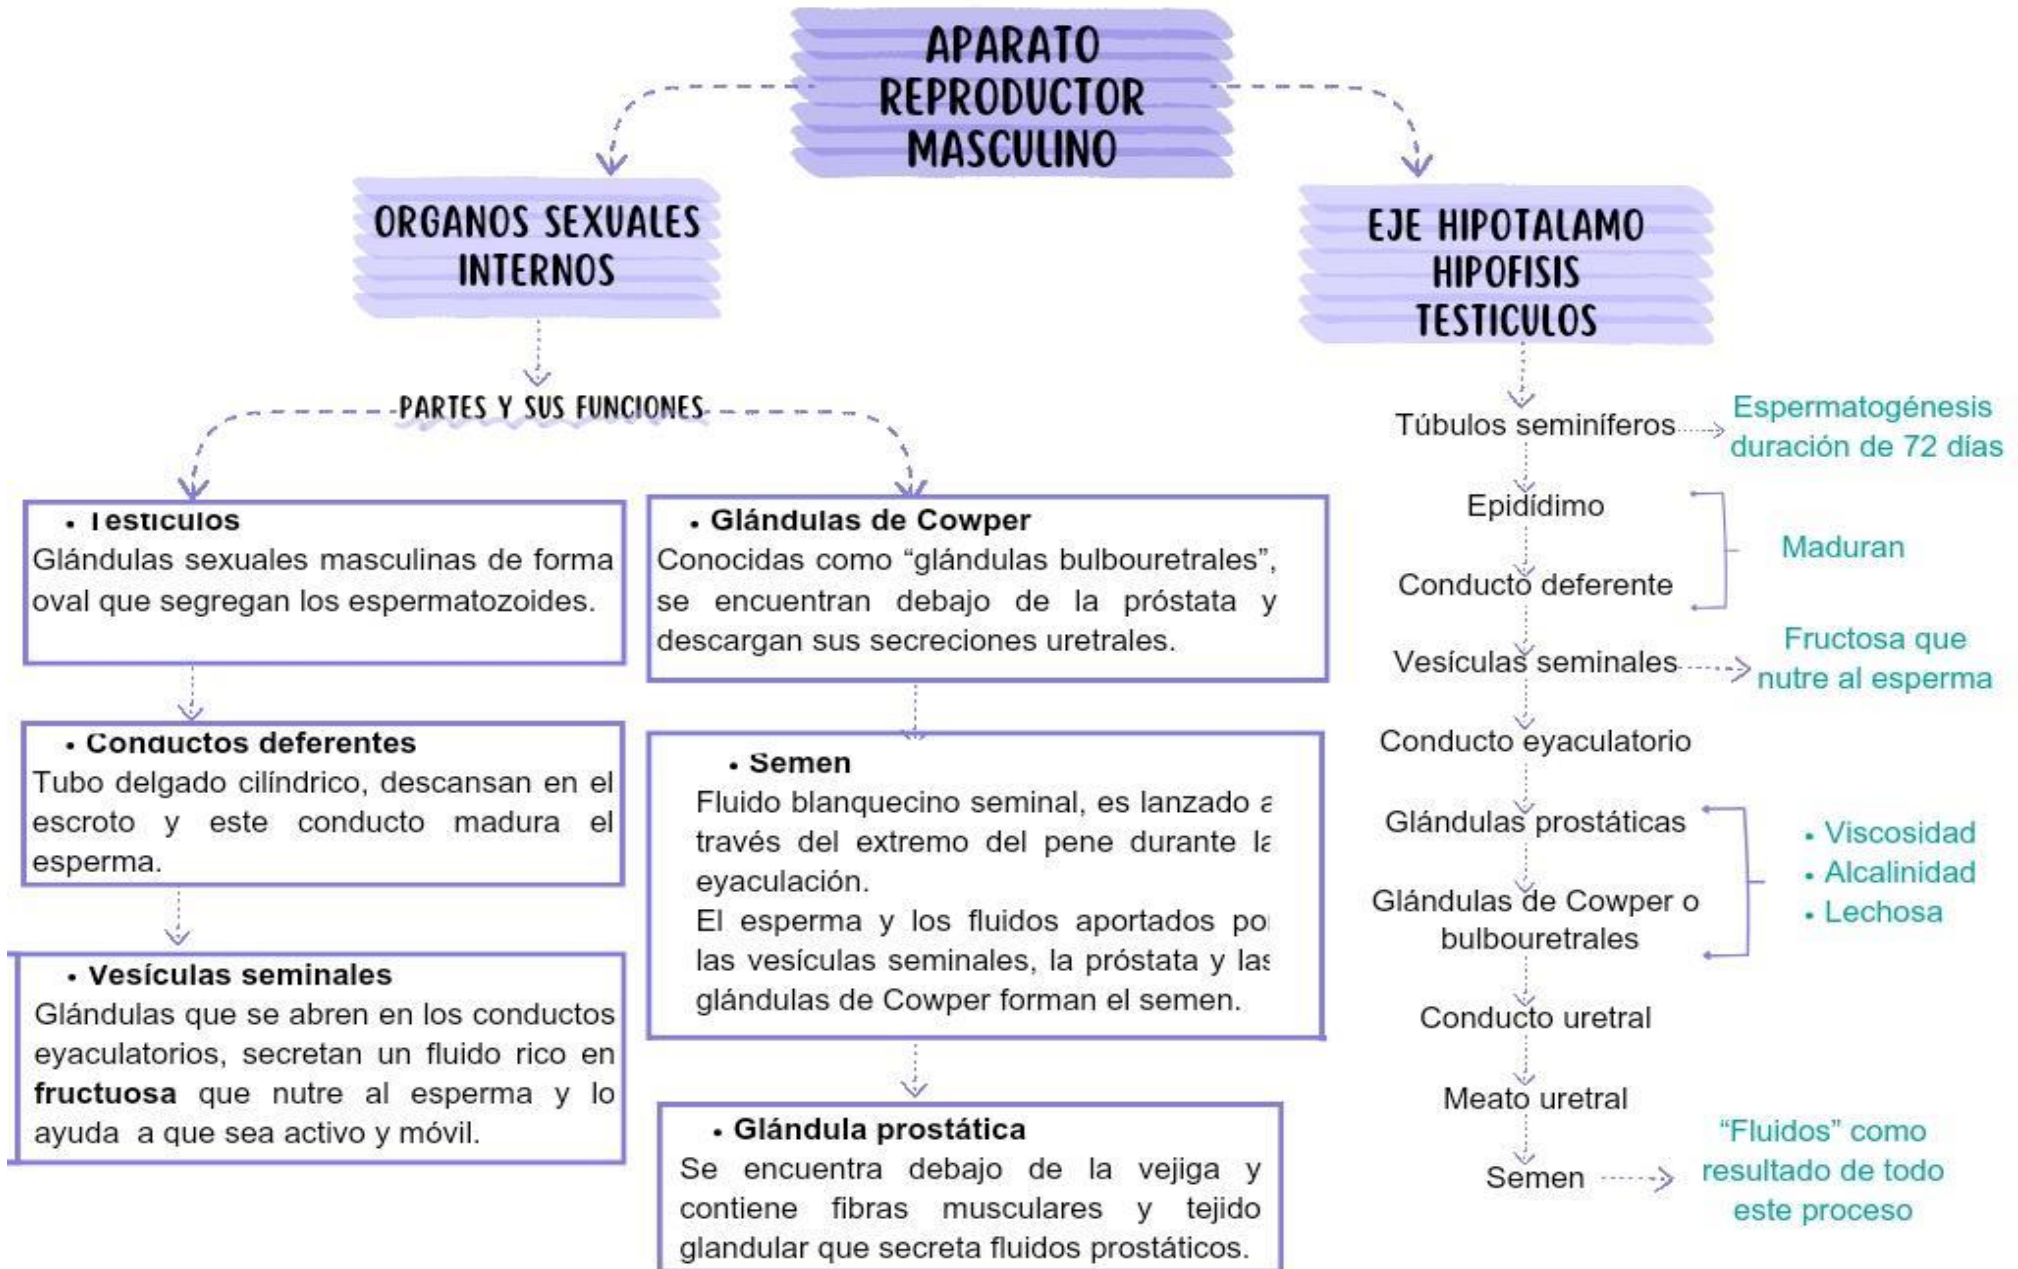 APARATO
REPRODUCTOR
MASCULINO
ORGANOS SEXUALES
INTERNOS
PARTES Y SUS FUNCIONES
• Testículos
Glándulas sexuales masculinas de forma
oval que segregan los espermatozoides.
• Conductos deferentes
Tubo delgado cilíndrico, descansan en el
escroto y este conducto madura el
esperma.
• Vesículas seminales
Glándulas que se abren en los conductos
eyaculatorios, secretan un fluido rico en
fructuosa que nutre al esperma y lo
ayuda a que sea activo y móvil.
• Glándulas de Cowper
Conocidas como “glándulas bulbouretrales”,
se encuentran debajo de la próstata y
descargan sus secreciones uretrales.
• Semen
Fluido blanquecino seminal, es lanzado a
través del extremo del pene durante la
eyaculación.
El esperma y los fluidos aportados por
las vesículas seminales, la próstata y las
glándulas de Cowper forman el semen.
• Glándula prostática
Se encuentra debajo de la vejiga y
contiene fibras musculares y tejido
glandular que secreta fluidos prostáticos.
EJE HIPOTALAMO
HIPOFISIS
TESTICULOS
Túbulos seminíferos
Espermatogénesis
duración de 72 días
Epidídimo
Conducto deferente
Maduran
Vesículas seminales
Fructosa que
nutre al esperma
Conducto eyaculatorio
Glándulas prostáticas
Glándulas de Cowper o
bulbouretrales
• Viscosidad
• Alcalinidad
• Lechosa
Conducto uretral
Meato uretral
Semen
“Fluidos” como
resultado de todo
este proceso